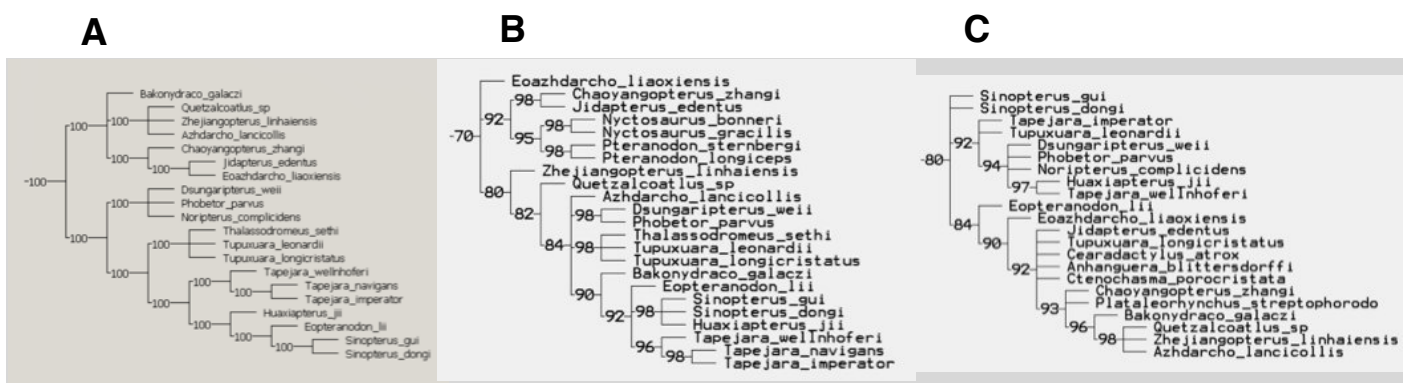 A
Bakonydraco_galaczi
Quetzalcoatlus_sp
100
Zhejiangopterus_linhaiensis
100
Azhdarcho_lancicollis
Chaoyangopterus_zhangi
100
Jidapterus_edentus
100
Eoazhdarcho_liaoxiensis
-100
Dsungaripterus_weii
100
Phobetor_parvus
Noripterus_complicidens
100
Thalassodromeus_sethi
100
Tupuxuara_leonardii
Tupuxuara_longicristatus
100
Tapejara_wellnhoferi
100
Tapejara_navigans
100
Tapejara_imperator
100
Huaxiapterus_jii
100
Eopteranodon_lii
100
Sinopterus_gui
100
Sinopterus_dongi
B
Eoazhdarcho_liaoxiensis
Chaoyangopterus_zhangi
98
Jidapterus_edentus
92
Nyctosaurus_bonneri
98
Nyctosaurus_gracilis
95
-70
Pteranodon_sternbergi
98
Pteranodon_longiceps
Zhejiangopterus_linhaiensis
80
Quetzalcoatlus_sp
Azhdarcho_lancicollis
82
Dsungaripterus_weii
98
Phobetor_parvus
Thalassodromeus_sethi
84
98
Tupuxuara_leonardii
Tupuxuara_longicristatus
Bakonydraco_galaczi
90
Eopteranodon_lii
Sinopterus_gui
92
98
Sinopterus_dongi
Huaxiapterus_jii
Tapejara_wellnhoferi
96
Tapejara_navigans
98
Tapejara_imperator
C
Sinopterus_gui
Sinopterus_dongi
Tapejara_imperator
Tupuxuara_leonardii
92
Dsungaripterus_weii
-80
Phobetor_parvus
94
Noripterus_complicidens
Huaxiapterus_jii
97
Tapejara_wellnhoferi
Eopteranodon_lii
84
Eoazhdarcho_liaoxiensis
90
Jidapterus_edentus
Tupuxuara_longicristatus
Cearadactylus_atrox
92
Anhanguera_blittersdorffi
Ctenochasma_porocristata
Chaoyangopterus_zhangi
93
Plataleorhynchus_streptophorodo
Bakonydraco_galaczi
96
Quetzalcoatlus_sp
98
Zhejiangopterus_linhaiensis
Azhdarcho_lancicollis